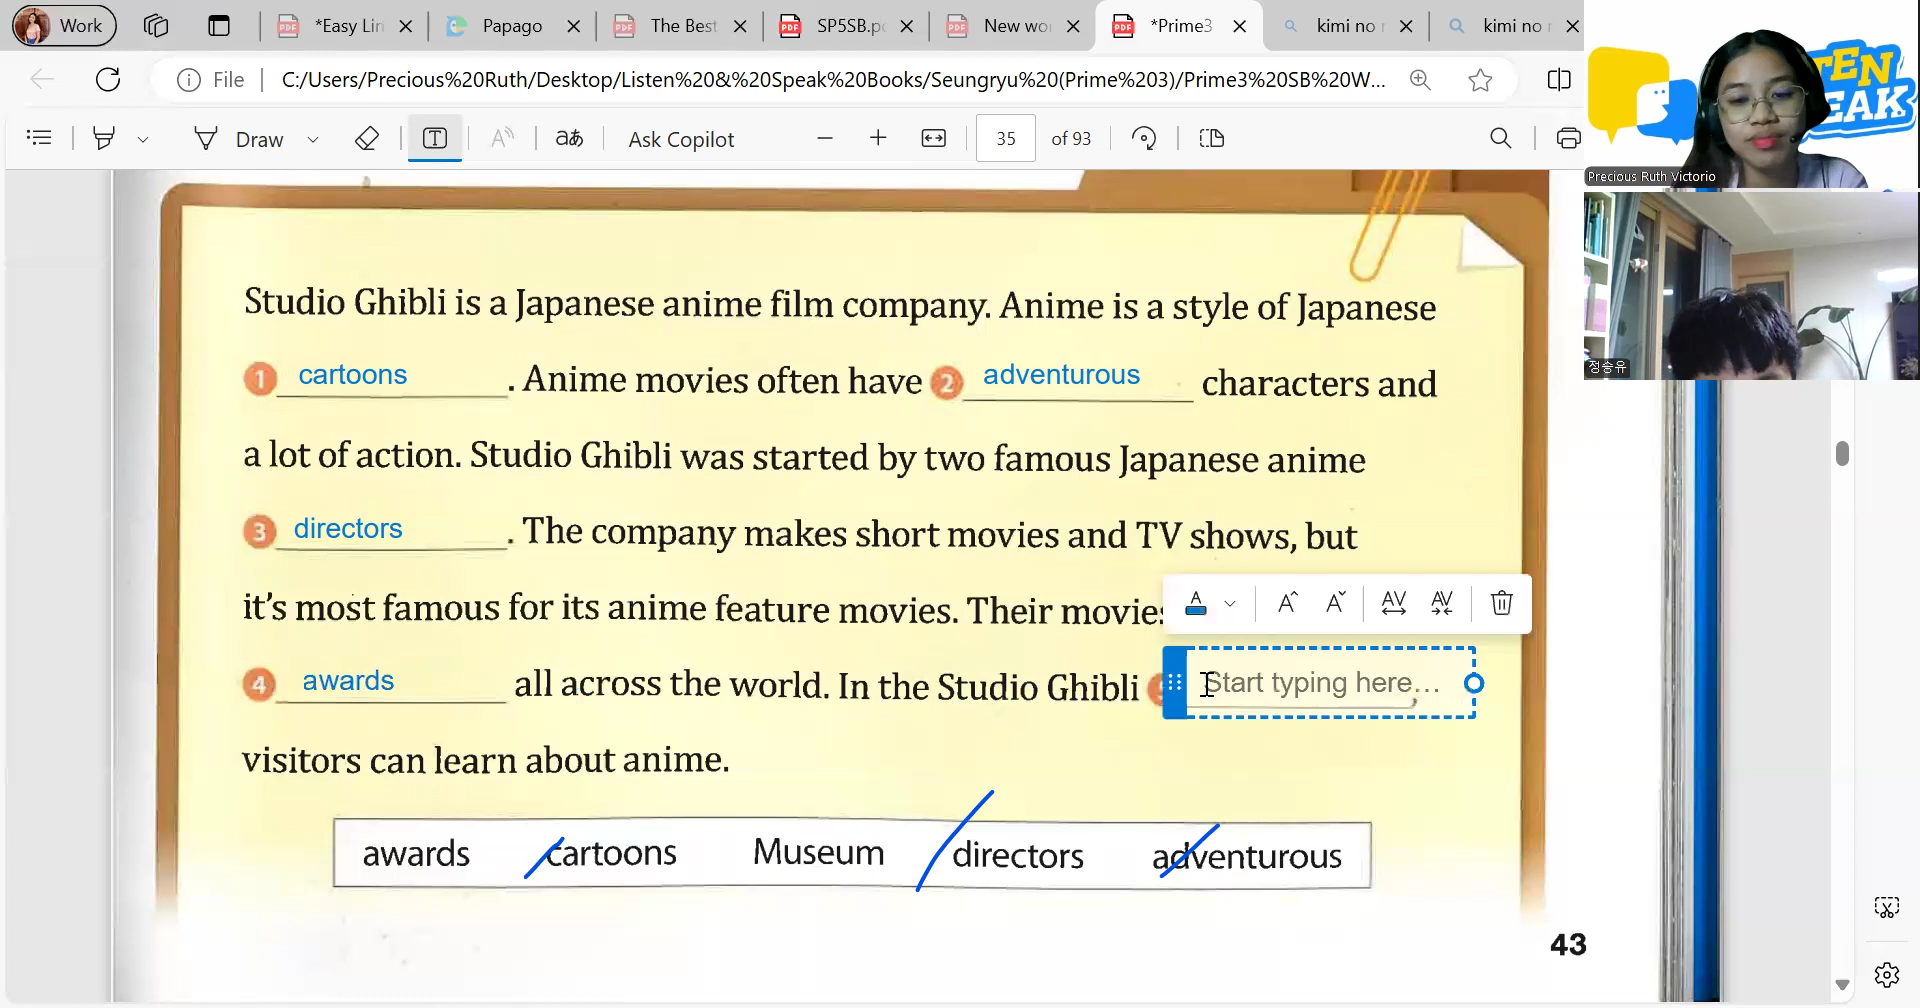 Work
*Easy Lin
Papago
The Best
SP5SB.p
New wo
*Prime3
kimi no
kimi no
File
C:/Users/Precious%20Ruth/Desktop/Listen%20&%20Speak%20Books/Seungryu%20(Prime%203)/Prime3%20SB%20W...
Draw
Ask Copilot
35
of 93
TEN
EAK
Precious Ruth Victorio
정승유
Studio Ghibli is a Japanese anime film company. Anime is a style of Japanese
1 cartoons . Anime movies often have 2 adventurous characters and
a lot of action. Studio Ghibli was started by two famous Japanese anime
3 directors . The company makes short movies and TV shows, but
it's most famous for its anime feature movies. Their movies
4 awards all across the world. In the Studio Ghibli Start typing here... ,
visitors can learn about anime.
awards cartoons Museum directors adventurous
43